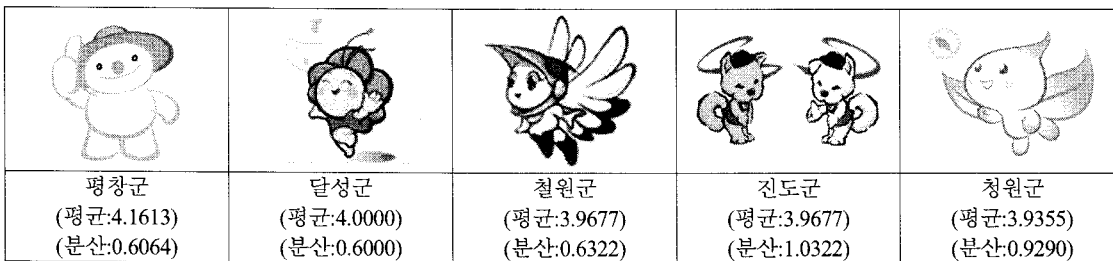 평창군 달성군 철원군 진도군 청원군
(평균:4.1613) (평균:4.0000) (평균:3.9677) (평균:3.9677) (평균:3.9355)
(분산:0.6064) (분산:0.6000) (분산:0.6322) (분산:1.0322) (분산:0.9290)